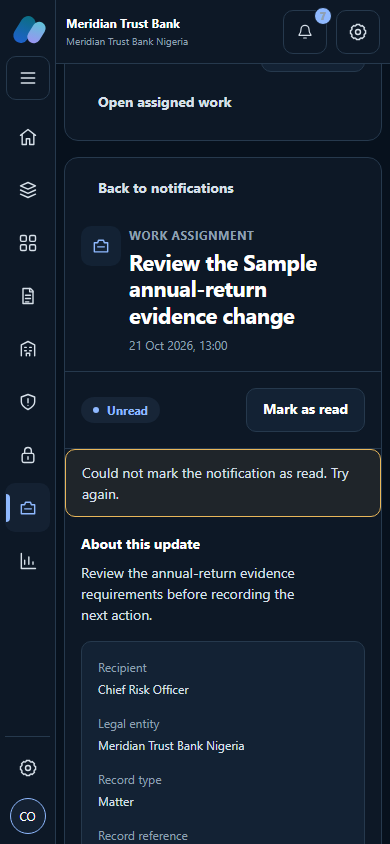 Meridian Trust Bank
Meridian Trust Bank Nigeria
Open assigned work
Back to notifications
WORK ASSIGNMENT
Review the Sample
annual-return
evidence change
21 Oct 2026, 13:00
Unread
Mark as read
Could not mark the notification as read. Try
again.
About this update
Review the annual-return evidence
requirements before recording the
next action.
Recipient
Chief Risk Officer
Legal entity
Meridian Trust Bank Nigeria
Record type
Matter
Record reference
CO